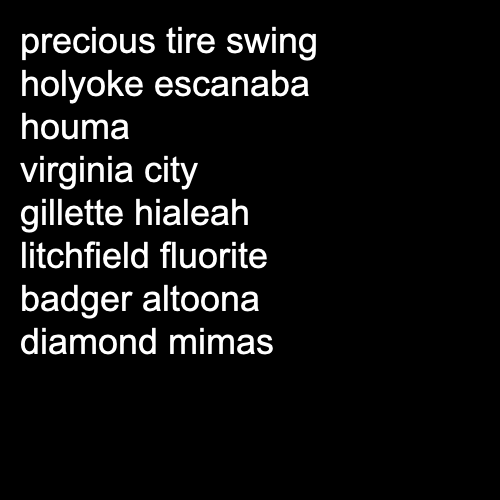 precious tire swing
holyoke escanaba
houma
virginia city
gillette hialeah
litchfield fluorite
badger altoona
diamond mimas